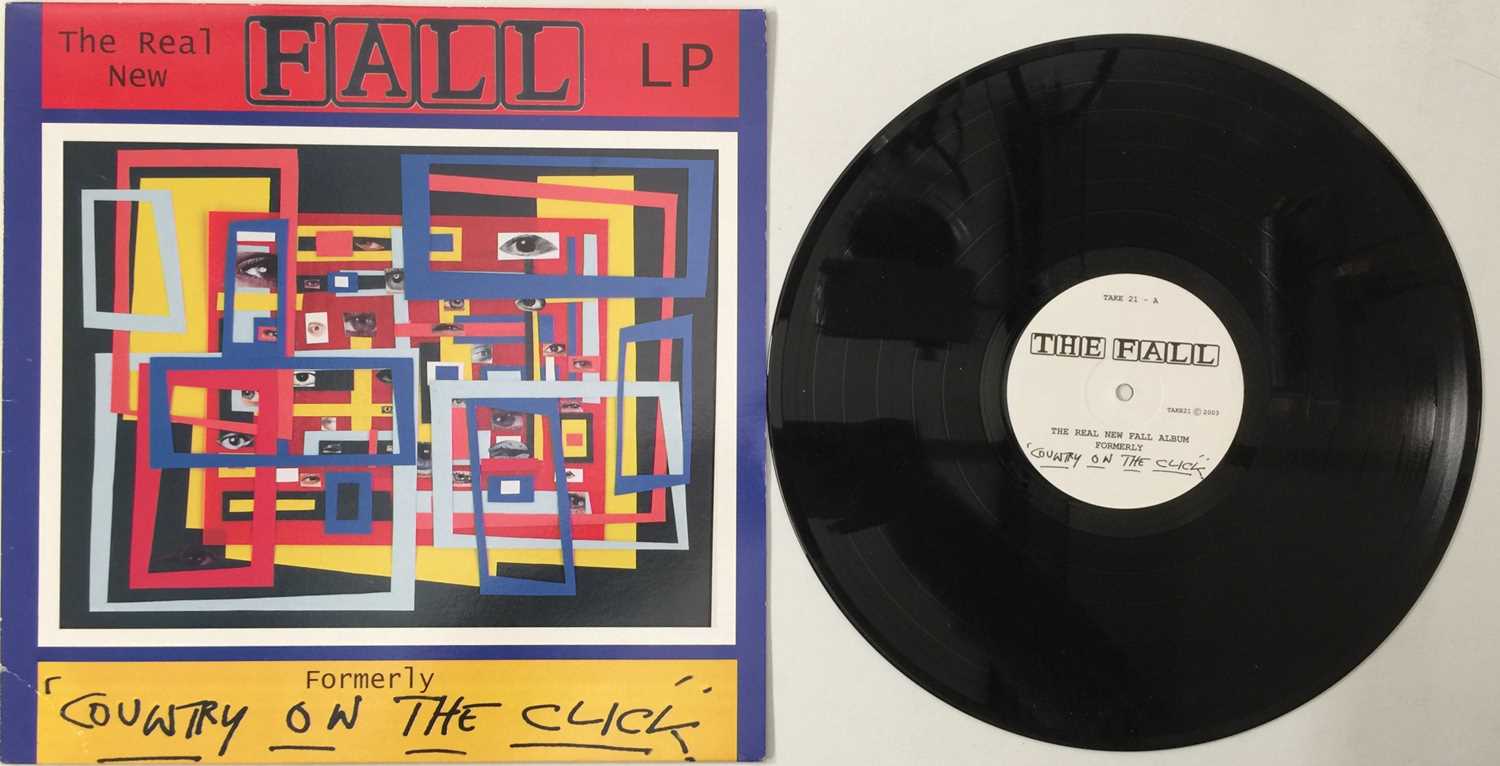 The Real FALL LP
New
Formerly
"COUNTRY ON THE CLICK"
TAKE 21 - A
THE FALL
TAKE21 © 2003
THE REAL NEW FALL ALBUM
FORMERLY
"COUNTRY ON THE CLICK"